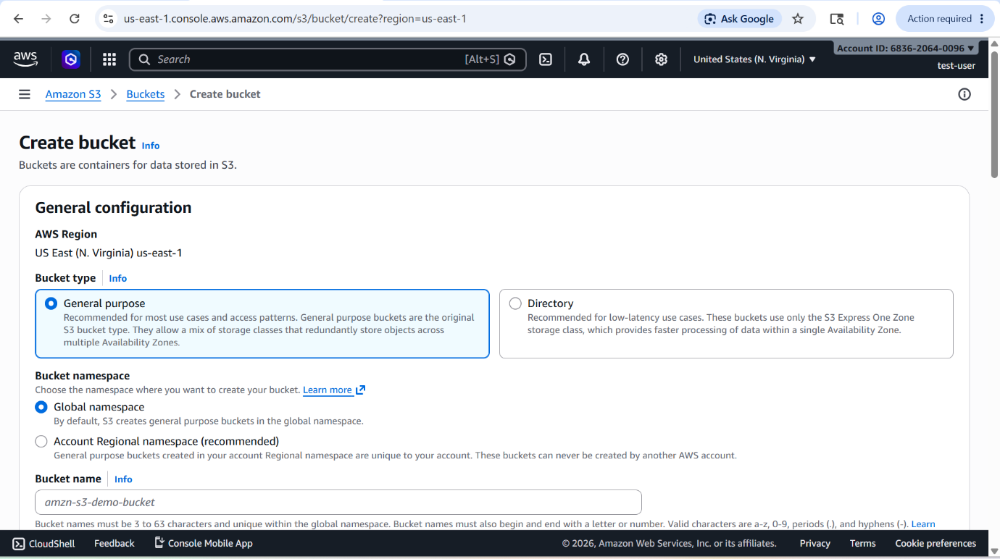 us-east-1.console.aws.amazon.com/s3/bucket/create?region=us-east-1
Ask Google
Action required
aws
Search
[Alt+S]
United States (N. Virginia) ▼
Account ID: 6836-2064-0096 ▼
test-user
Amazon S3 > Buckets > Create bucket
Create bucket Info
Buckets are containers for data stored in S3.
General configuration
AWS Region
US East (N. Virginia) us-east-1
Bucket type Info
General purpose
Recommended for most use cases and access patterns. General purpose buckets are the original
S3 bucket type. They allow a mix of storage classes that redundantly store objects across
multiple Availability Zones.
Directory
Recommended for low-latency use cases. These buckets use only the S3 Express One Zone
storage class, which provides faster processing of data within a single Availability Zone.
Bucket namespace
Choose the namespace where you want to create your bucket. Learn more
Global namespace
By default, S3 creates general purpose buckets in the global namespace.
Account Regional namespace (recommended)
General purpose buckets created in your account Regional namespace are unique to your account. These buckets can never be created by another AWS account.
Bucket name Info
amzn-s3-demo-bucket
Bucket names must be 3 to 63 characters and unique within the global namespace. Bucket names must also begin and end with a letter or number. Valid characters are a-z, 0-9, periods (.), and hyphens (-). Learn
CloudShell
Feedback
Console Mobile App
© 2026, Amazon Web Services, Inc. or its affiliates.
Privacy
Terms
Cookie preferences